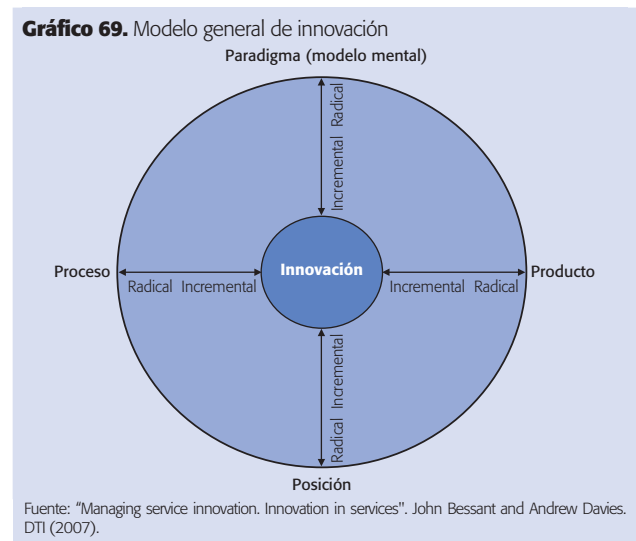 Gráfico 69. Modelo general de innovación
Paradigma (modelo mental)
Incremental Radical
Proceso
Radical Incremental
Innovación
Incremental Radical
Producto
Radical Incremental
Posición
Fuente: “Managing service innovation. Innovation in services". John Bessant and Andrew Davies.
DTI (2007).